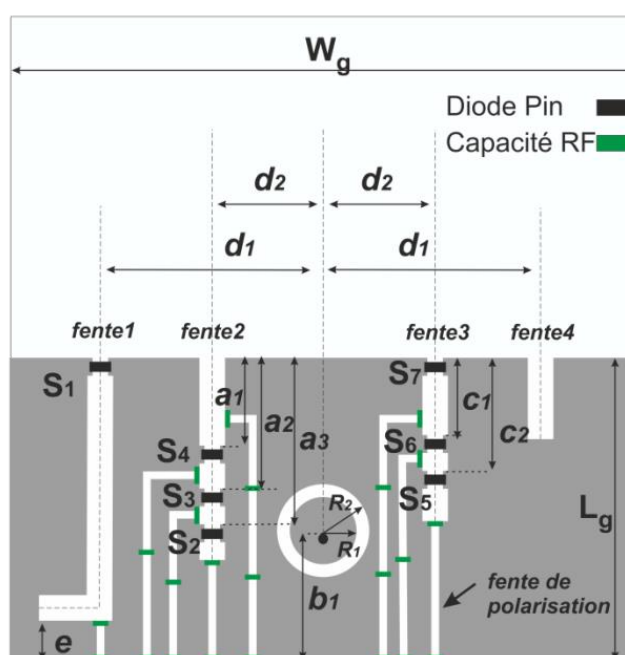 Wg
Diode Pin
Capacité RF
d2 d2
d1 d1
fente1 fente2 fente3 fente4
S1 S7
a1 a2 a3 c1 c2
S4 S6
S3 S5
S2
R2
R1
Lg
b1
fente de
polarisation
e